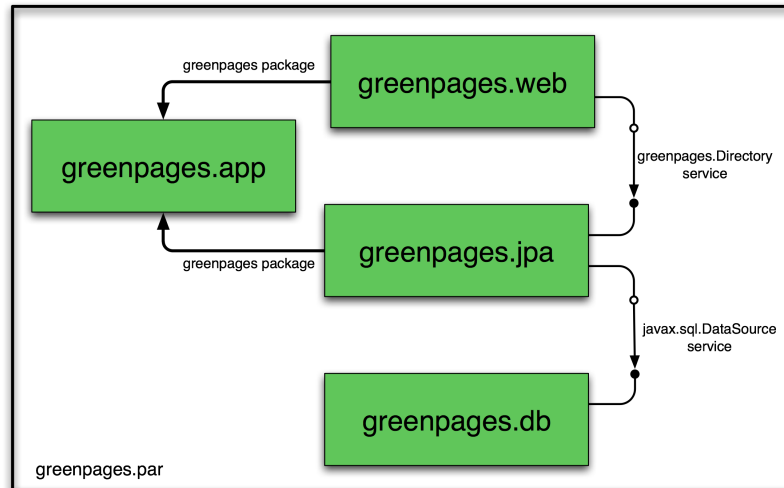 greenpages package
greenpages.web
greenpages.app
greenpages.Directory
service
greenpages.jpa
greenpages package
javax.sql.DataSource
service
greenpages.db
greenpages.par